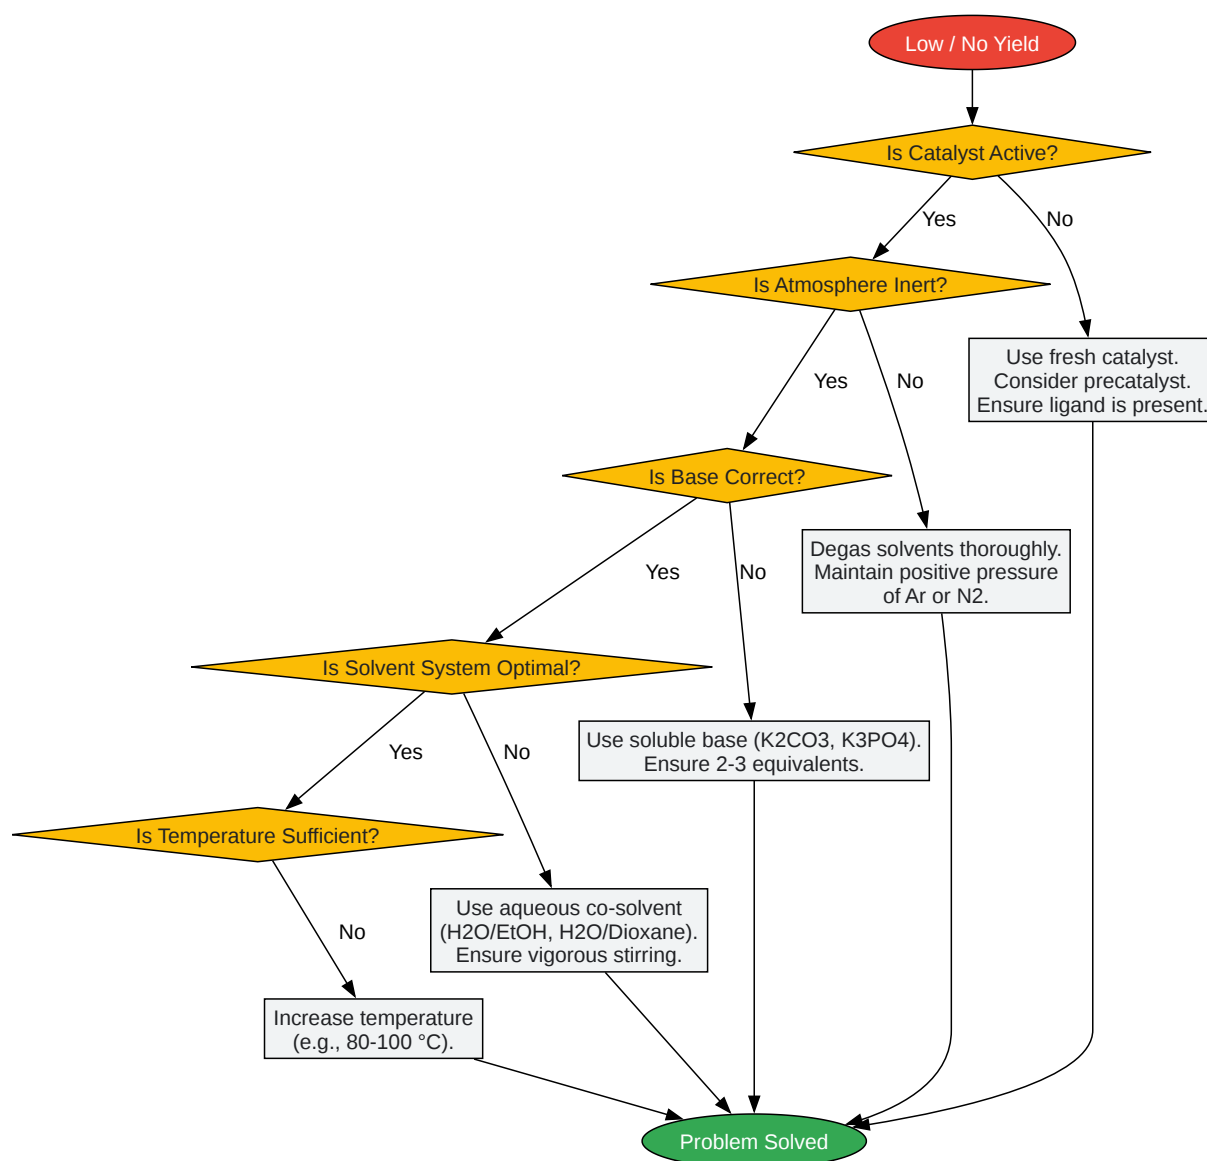 Low / No Yield
Is Catalyst Active?
Yes
No
Is Atmosphere Inert?
Yes
No
Use fresh catalyst.
Consider precatalyst.
Ensure ligand is present.
Is Base Correct?
Yes
No
Degas solvents thoroughly.
Maintain positive pressure
of Ar or N2.
Is Solvent System Optimal?
Yes
No
Use soluble base (K2CO3, K3PO4).
Ensure 2-3 equivalents.
Is Temperature Sufficient?
No
Use aqueous co-solvent
(H2O/EtOH, H2O/Dioxane).
Ensure vigorous stirring.
Increase temperature
(e.g., 80-100 °C).
Problem Solved